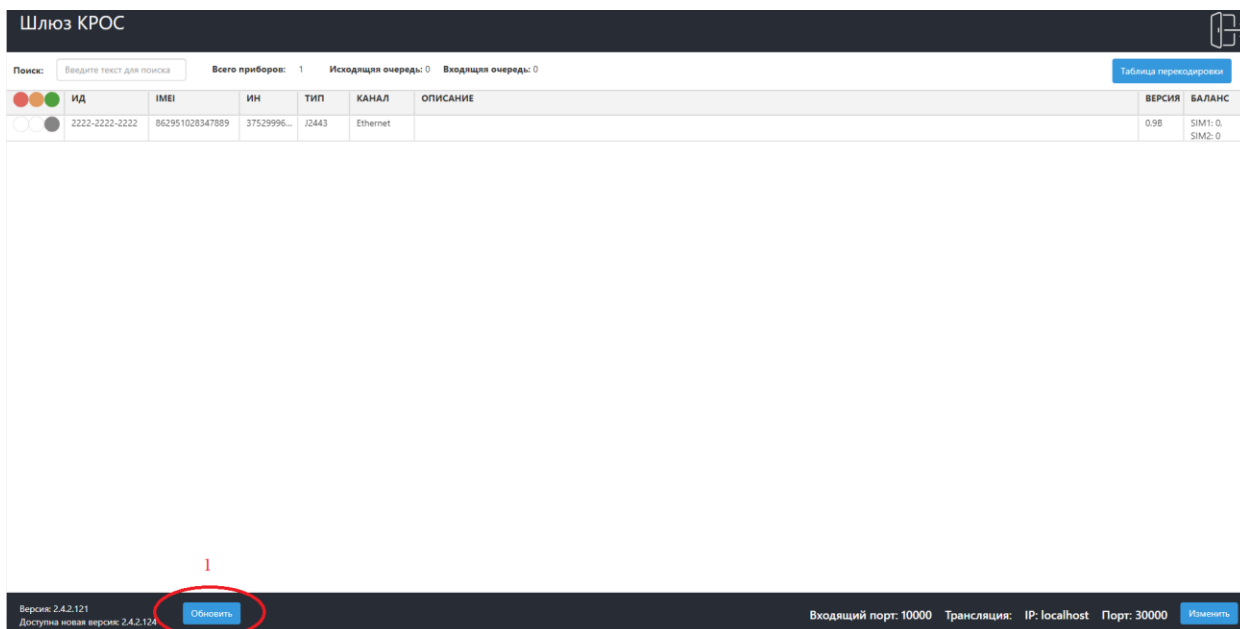 Шлюз КРОС
Поиск: Введите текст для поиска Всего приборов: 1 Исходящия очередь: 0 Входящия очередь: 0 Таблица перекодировки
ИД IMEI ИН ТИП КАНАЛ ОПИСАНИЕ ВЕРСИЯ БАЛАНС
2222-2222-2222 862951028347889 37529996... J2443 Ethernet 0.98 SIM1: 0,
SIM2: 0
1
Версия: 2.4.2.121
Доступна новая версия: 2.4.2.124
Обновить
Входящий порт: 10000 Трансляция: IP: localhost Порт: 30000 Изменить